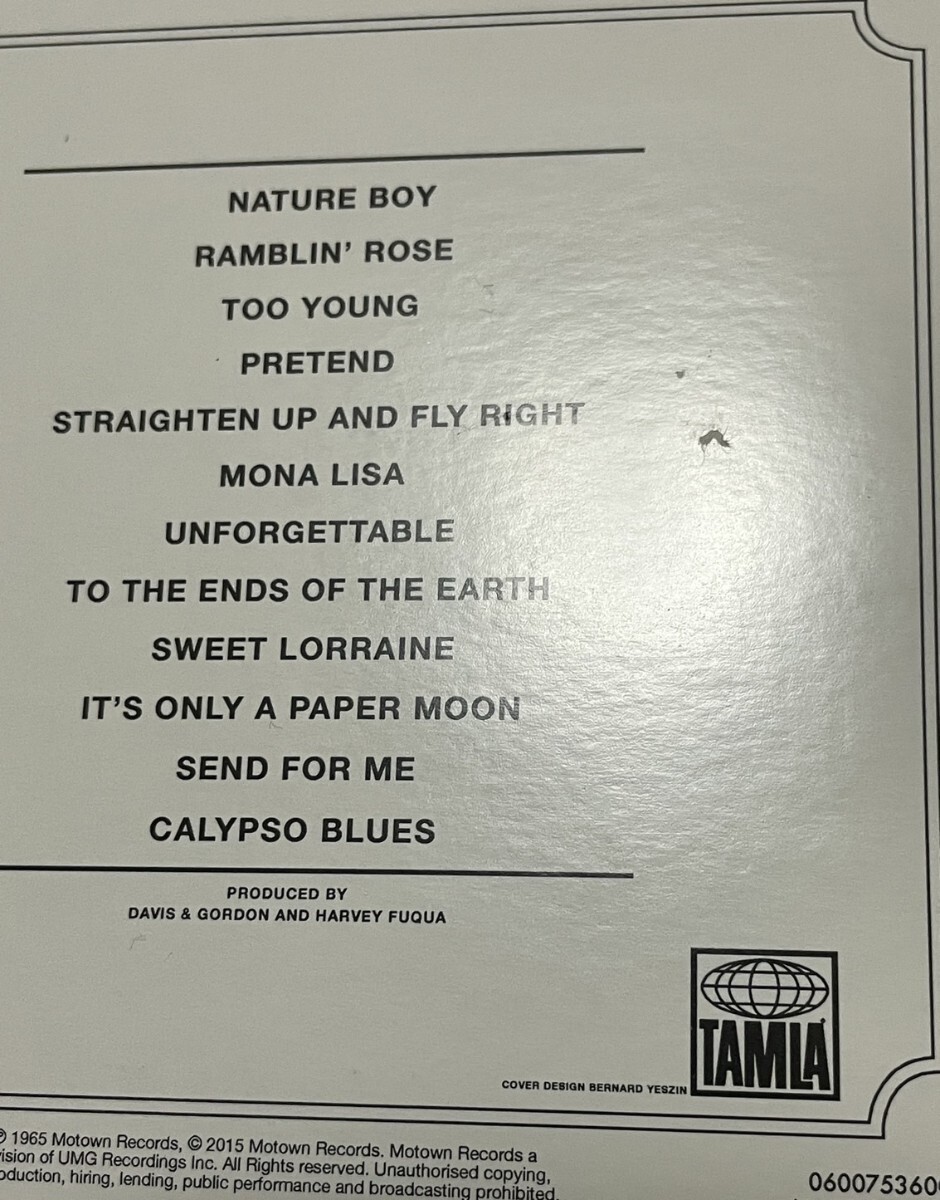 NATURE BOY
RAMBLIN' ROSE
TOO YOUNG
PRETEND
STRAIGHTEN UP AND FLY RIGHT
MONA LISA
UNFORGETTABLE
TO THE ENDS OF THE EARTH
SWEET LORRAINE
IT'S ONLY A PAPER MOON
SEND FOR ME
CALYPSO BLUES
PRODUCED BY
DAVIS & GORDON AND HARVEY FUQUA
TAMLA
COVER DESIGN BERNARD YESZIN
℗ 1965 Motown Records, © 2015 Motown Records. Motown Records a
of UMG Recordings Inc. All Rights reserved. Unauthorised copying,
hiring, lending, public performance and broadcasting prohibited.
060075360